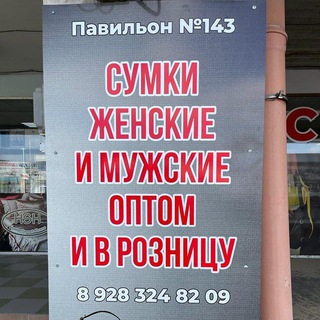 Павильон №143
СУМКИ
ЖЕНСКИЕ
И МУЖСКИЕ
ОПТОМ
И В РОЗНИЦУ
8 928 324 82 09